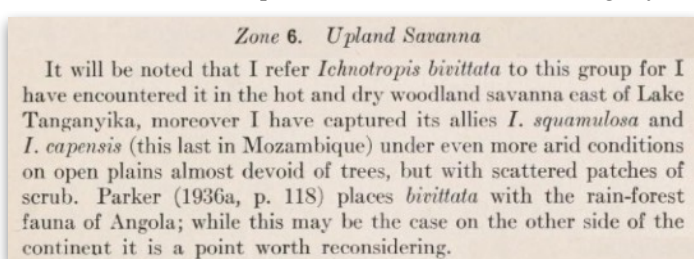 Zone 6. Upland Savanna
It will be noted that I refer Ichnotropis bivittata to this group for I
have encountered it in the hot and dry woodland savanna east of Lake
Tanganyika, moreover I have captured its allies I. squamulosa and
I. capensis (this last in Mozambique) under even more arid conditions
on open plains almost devoid of trees, but with scattered patches of
scrub. Parker (1936a, p. 118) places bivittata with the rain-forest
fauna of Angola; while this may be the case on the other side of the
continent it is a point worth reconsidering.